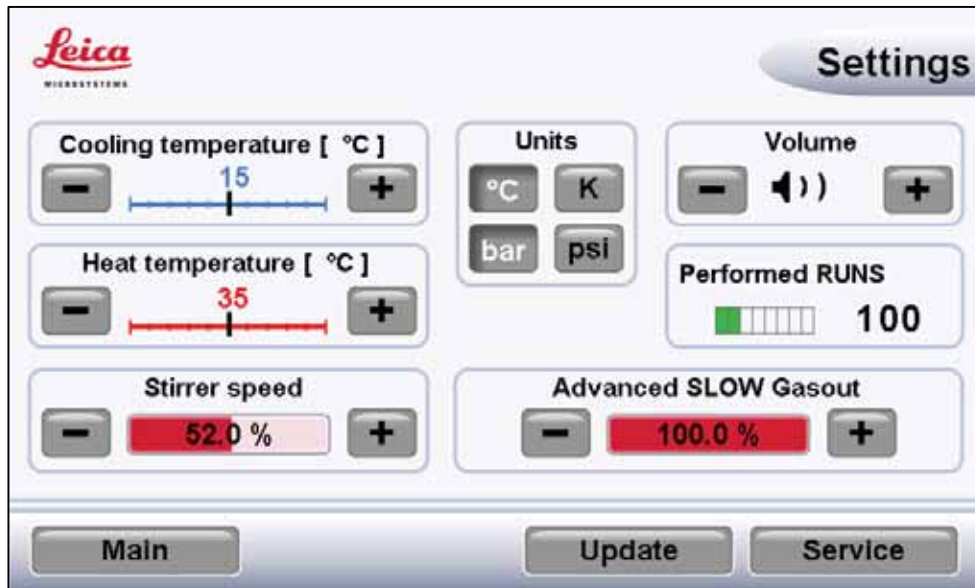 Leica
MICROSYSTEMS
Settings
Cooling temperature [ °C ]
- 15 +
Heat temperature [ °C ]
- 35 +
Stirrer speed
- 52.0 % +
Units
°C K
bar psi
Volume
- +
Performed RUNS
100
Advanced SLOW Gasout
- 100.0 % +
Main Update Service